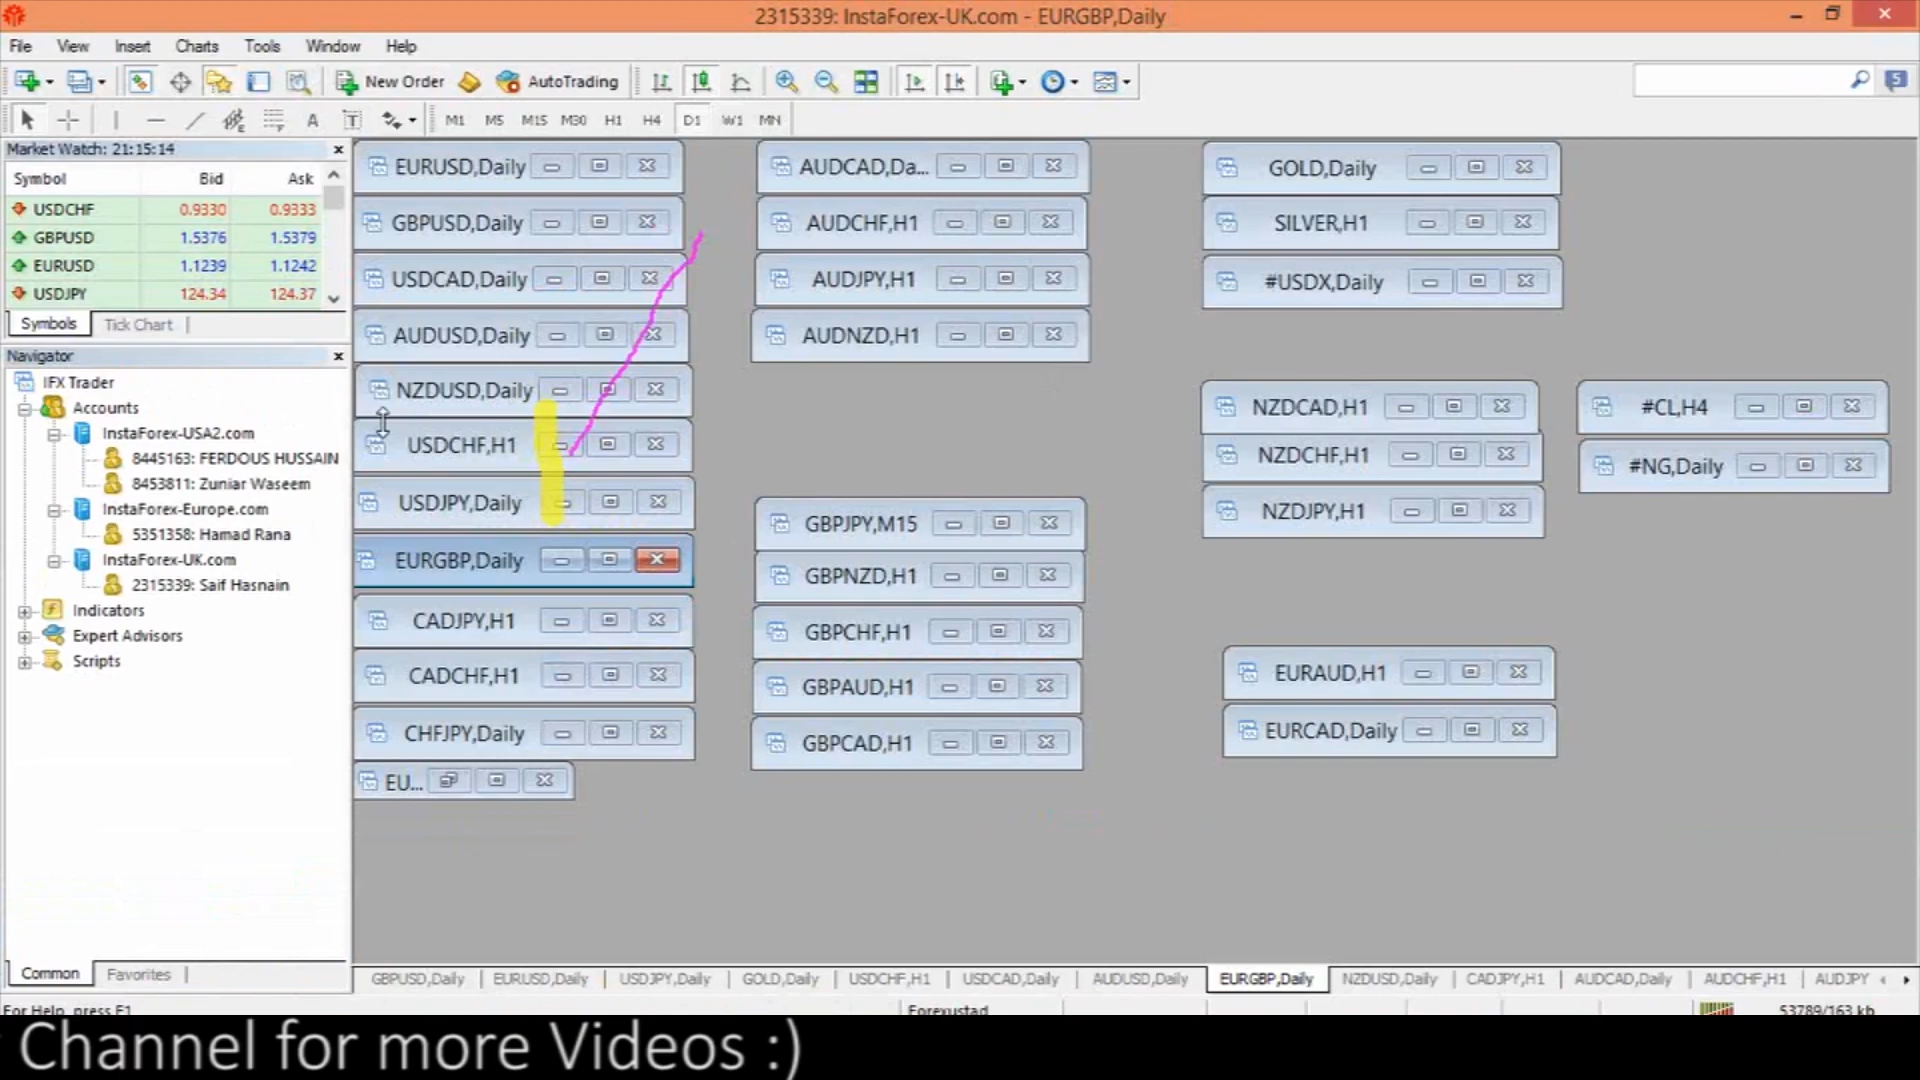 2315339: InstaForex-UK.com - EURGBP,Daily
File View Insert Charts Tools Window Help
New Order AutoTrading 5
A T M1 M5 M15 M30 H1 H4 D1 W1 MN
Market Watch: 21:15:14
Symbol Bid Ask
USDCHF 0.9330 0.9333
GBPUSD 1.5376 1.5379
EURUSD 1.1239 1.1242
USDJPY 124.34 124.37
Symbols Tick Chart
Navigator
IFX Trader
Accounts
InstaForex-USA2.com
8445163: FERDOUS HUSSAIN
8453811: Zuniar Waseem
InstaForex-Europe.com
5351358: Hamad Rana
InstaForex-UK.com
2315339: Saif Hasnain
Indicators
Expert Advisors
Scripts
Common Favorites
EURUSD,Daily
GBPUSD,Daily
USDCAD,Daily
AUDUSD,Daily
NZDUSD,Daily
USDCHF,H1
USDJPY,Daily
EURGBP,Daily
CADJPY,H1
CADCHF,H1
CHFJPY,Daily
EU...
AUDCAD,Da...
AUDCHF,H1
AUDJPY,H1
AUDNZD,H1
GBPJPY,M15
GBPNZD,H1
GBPCHF,H1
GBPAUD,H1
GBPCAD,H1
GOLD,Daily
SILVER,H1
#USDX,Daily
NZDCAD,H1
NZDCHF,H1
NZDJPY,H1
#CL,H4
#NG,Daily
EURAUD,H1
EURCAD,Daily
GBPUSD,Daily EURUSD,Daily USDJPY,Daily GOLD,Daily USDCHF,H1 USDCAD,Daily AUDUSD,Daily EURGBP,Daily NZDUSD,Daily CADJPY,H1 AUDCAD,Daily AUDCHF,H1 AUDJPY
For Help, press F1 Forexustad 53789/163 kb
Channel for more Videos :)